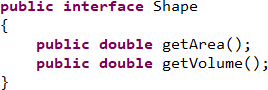 public interface Shape
{
    public double getArea();
    public double getVolume();
}